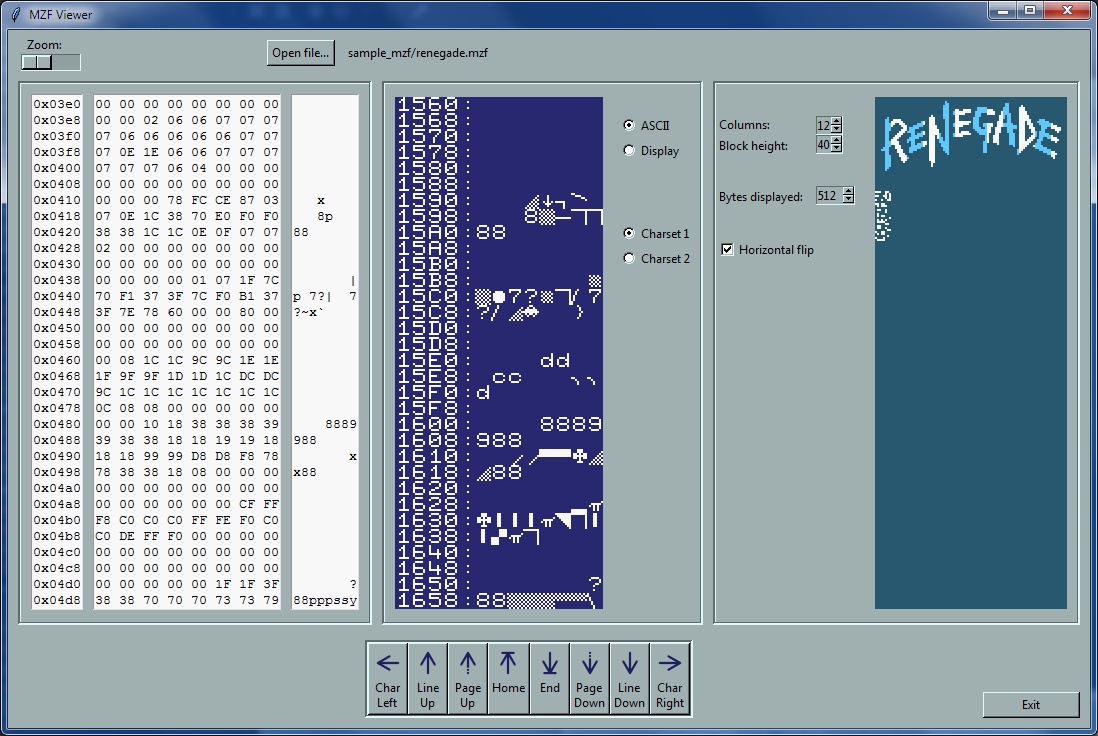 MZF Viewer
Zoom:
Open file...
sample_mzf/renegade.mzf
0x03e0 00 00 00 00 00 00 00 00
0x03e8 00 00 02 06 06 07 07 07
0x03f0 07 06 06 06 06 07 07 07
0x03f8 07 0E 1E 06 06 07 07 07
0x0400 07 07 07 06 04 00 00 00
0x0408 00 00 00 00 00 00 00 00
0x0410 00 00 00 78 FC CE 87 03 x
0x0418 07 0E 1C 38 70 E0 F0 F0 8p
0x0420 38 38 1C 1C 0E 0F 07 07 88
0x0428 02 00 00 00 00 00 00 00
0x0430 00 00 00 00 00 00 00 00
0x0438 00 00 00 00 01 07 1F 7C |
0x0440 70 F1 37 3F 7C F0 B1 37 p 7?| 7
0x0448 3F 7E 78 60 00 00 80 00 ?~x`
0x0450 00 00 00 00 00 00 00 00
0x0458 00 00 00 00 00 00 00 00
0x0460 00 08 1C 1C 9C 9C 1E 1E
0x0468 1F 9F 9F 1D 1D 1C DC DC
0x0470 9C 1C 1C 1C 1C 1C 1C 1C
0x0478 0C 08 08 00 00 00 00 00
0x0480 00 00 10 18 38 38 38 39 8889
0x0488 39 38 38 18 18 19 19 18 988
0x0490 18 18 99 99 D8 D8 F8 78 x
0x0498 78 38 38 18 08 00 00 00 x88
0x04a0 00 00 00 00 00 00 00 00
0x04a8 00 00 00 00 00 00 CF FF
0x04b0 F8 C0 C0 C0 FF FE F0 C0
0x04b8 C0 DE FF F0 00 00 00 00
0x04c0 00 00 00 00 00 00 00 00
0x04c8 00 00 00 00 00 00 00 00
0x04d0 00 00 00 00 00 1F 1F 3F ?
0x04d8 38 38 70 70 70 73 73 79 88pppssy
1560:
1568:
1570:
1578:
1580:
1588:
1590:
1598: 8
15A0:88
15A8:
15B0:
15B8:
15C0: 7? 7
15C8:?/ )
15D0:
15D8:
15E0: dd
15E8: cc
15F0:d
15F8:
1600: 8889
1608:988
1610:
1618: 88
1620:
1628:
1630:
1638:
1640:
1648:
1650: ?
1658:88
ASCII
Display
Charset 1
Charset 2
Columns: 12
Block height: 40
Bytes displayed: 512
Horizontal flip
RENEGADE
Char Left
Line Up
Page Up
Home
End
Page Down
Line Down
Char Right
Exit